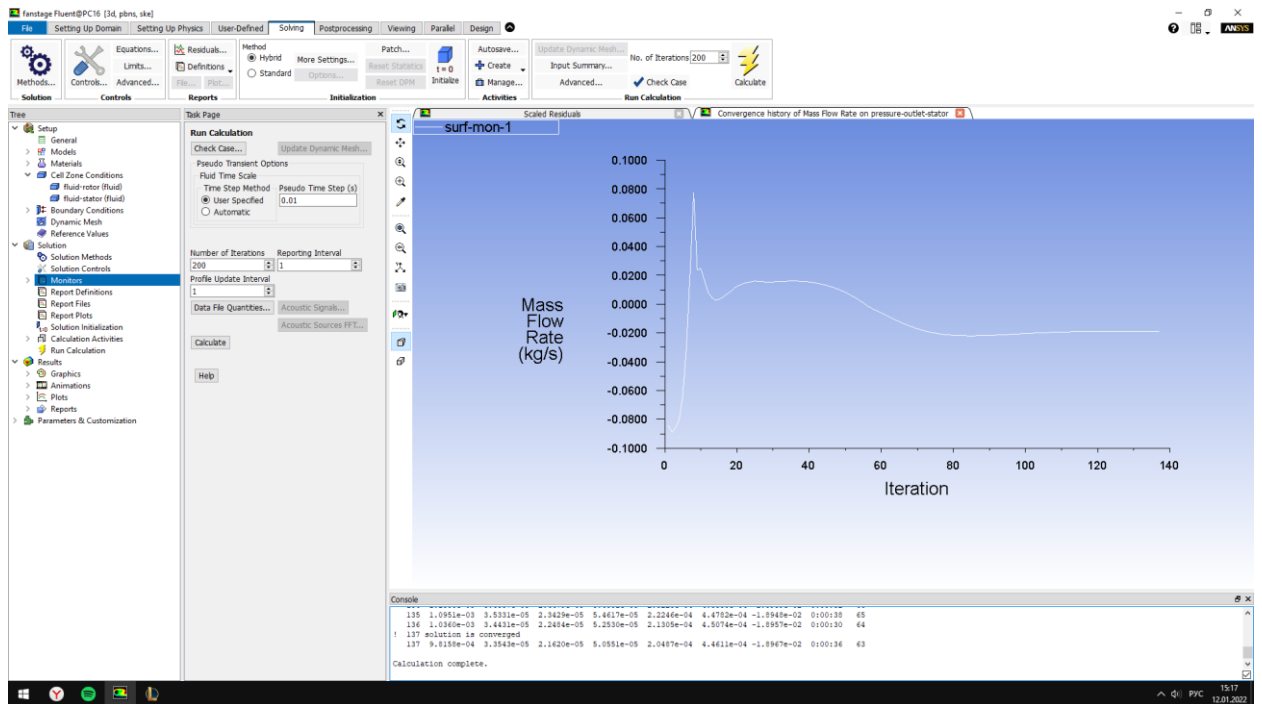 fanstage Fluent@PC16 [3d, pbns, ske]
File Setting Up Domain Setting Up Physics User-Defined Solving Postprocessing Viewing Parallel Design
ANSYS
Methods...
Solution
Controls...
Equations...
Limits...
Advanced...
Controls
Residuals...
Definitions
File... Plot...
Reports
Method
Hybrid
Standard
More Settings...
Options...
Patch...
Reset Statistics
Reset DPM
t = 0
Initialize
Initialization
Autosave...
Create
Manage...
Activities
Update Dynamic Mesh...
Input Summary...
Advanced...
No. of Iterations 200
Check Case
Calculate
Run Calculation
Tree
Setup
General
Models
Materials
Cell Zone Conditions
fluid-rotor (fluid)
fluid-stator (fluid)
Boundary Conditions
Dynamic Mesh
Reference Values
Solution
Solution Methods
Solution Controls
Monitors
Report Definitions
Report Files
Report Plots
Solution Initialization
Calculation Activities
Run Calculation
Results
Graphics
Animations
Plots
Reports
Parameters & Customization
Task Page
Run Calculation
Check Case... Update Dynamic Mesh...
Pseudo Transient Options
Fluid Time Scale
Time Step Method Pseudo Time Step (s)
User Specified 0.01
Automatic
Number of Iterations Reporting Interval
200 1
Profile Update Interval
1
Data File Quantities... Acoustic Signals...
Acoustic Sources FFT...
Calculate
Help
Scaled Residuals
Convergence history of Mass Flow Rate on pressure-outlet-stator
surf-mon-1
0.1000
0.0800
0.0600
0.0400
0.0200
0.0000
-0.0200
-0.0400
-0.0600
-0.0800
-0.1000
Mass
Flow
Rate
(kg/s)
0 20 40 60 80 100 120 140
Iteration
Console
135 1.0951e-03 3.5331e-05 2.3429e-05 5.4617e-05 2.2246e-04 4.4782e-04 -1.8948e-02 0:00:38 65
136 1.0360e-03 3.4431e-05 2.2484e-05 5.2530e-05 2.1305e-04 4.5074e-04 -1.8957e-02 0:00:30 64
! 137 solution is converged
137 9.8158e-04 3.3543e-05 2.1620e-05 5.0551e-05 2.0487e-04 4.4611e-04 -1.8967e-02 0:00:36 63
Calculation complete.
РУС
15:17
12.01.2022